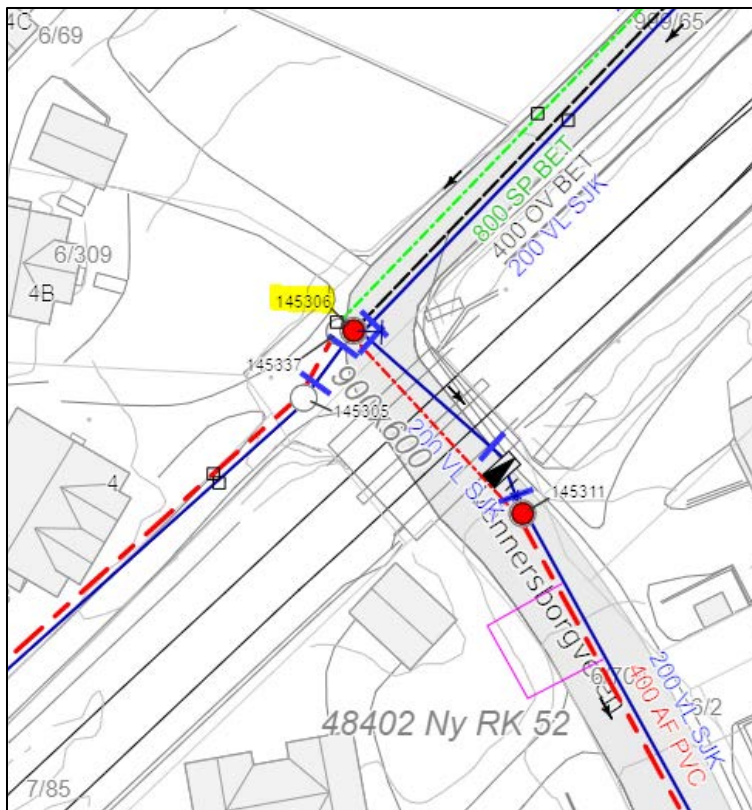 4C
6/69
999/65
800 SP BET
400 OV BET
200 VL SJK
6/309
4B
145306
145337
145305
900x600
200 VL SJK
145311
4
200 VL SJK
400 AF PVC
48402 Ny RK 52
7/85